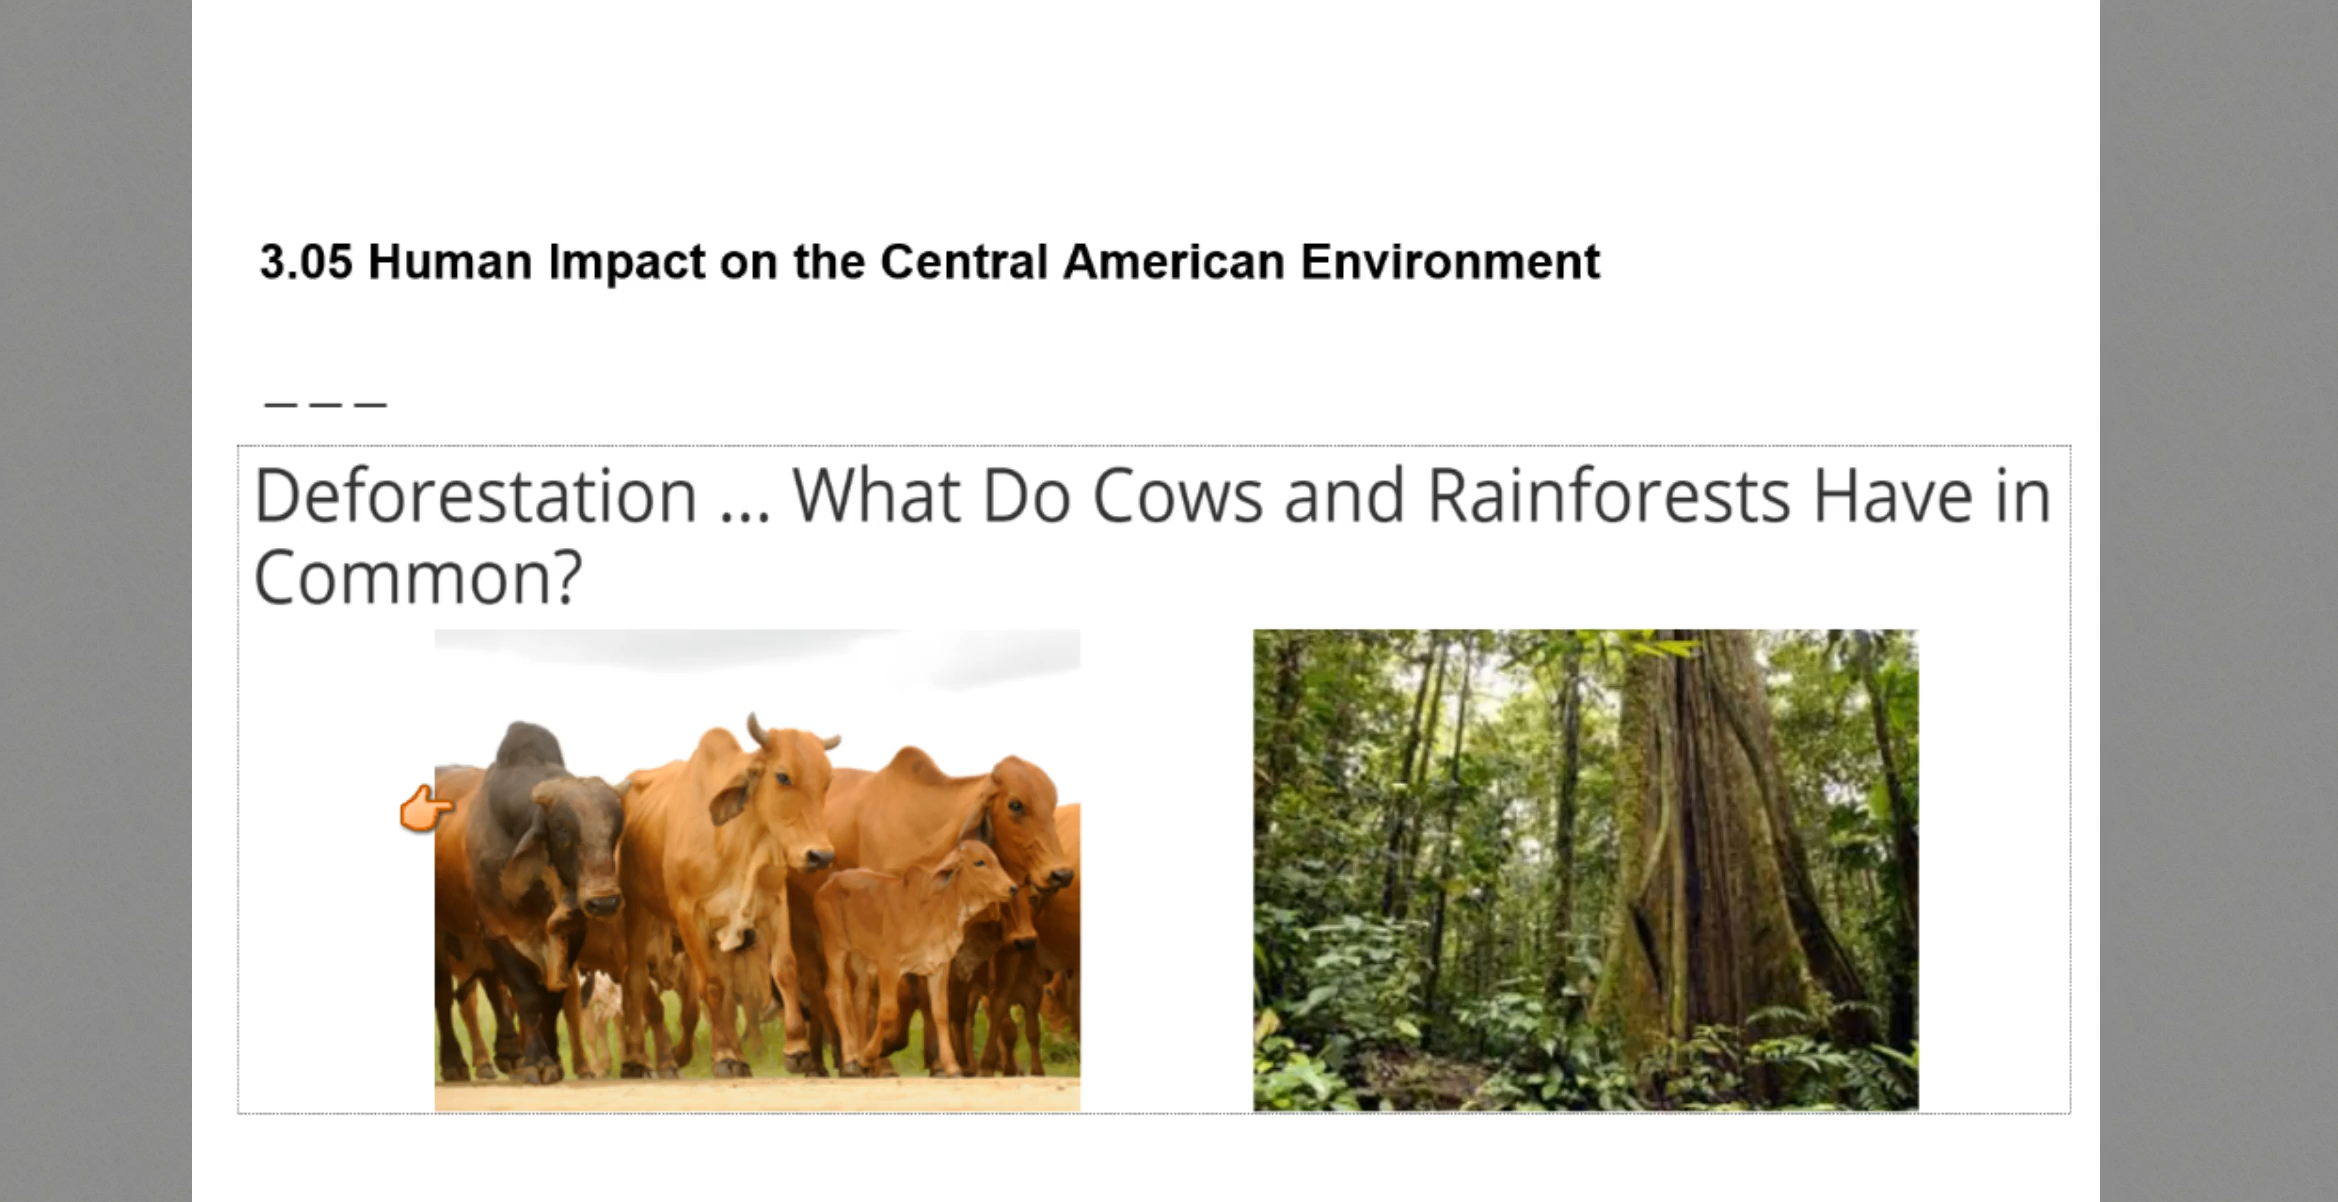 3.05 Human Impact on the Central American Environment
_ _ _
Deforestation ... What Do Cows and Rainforests Have in
Common?